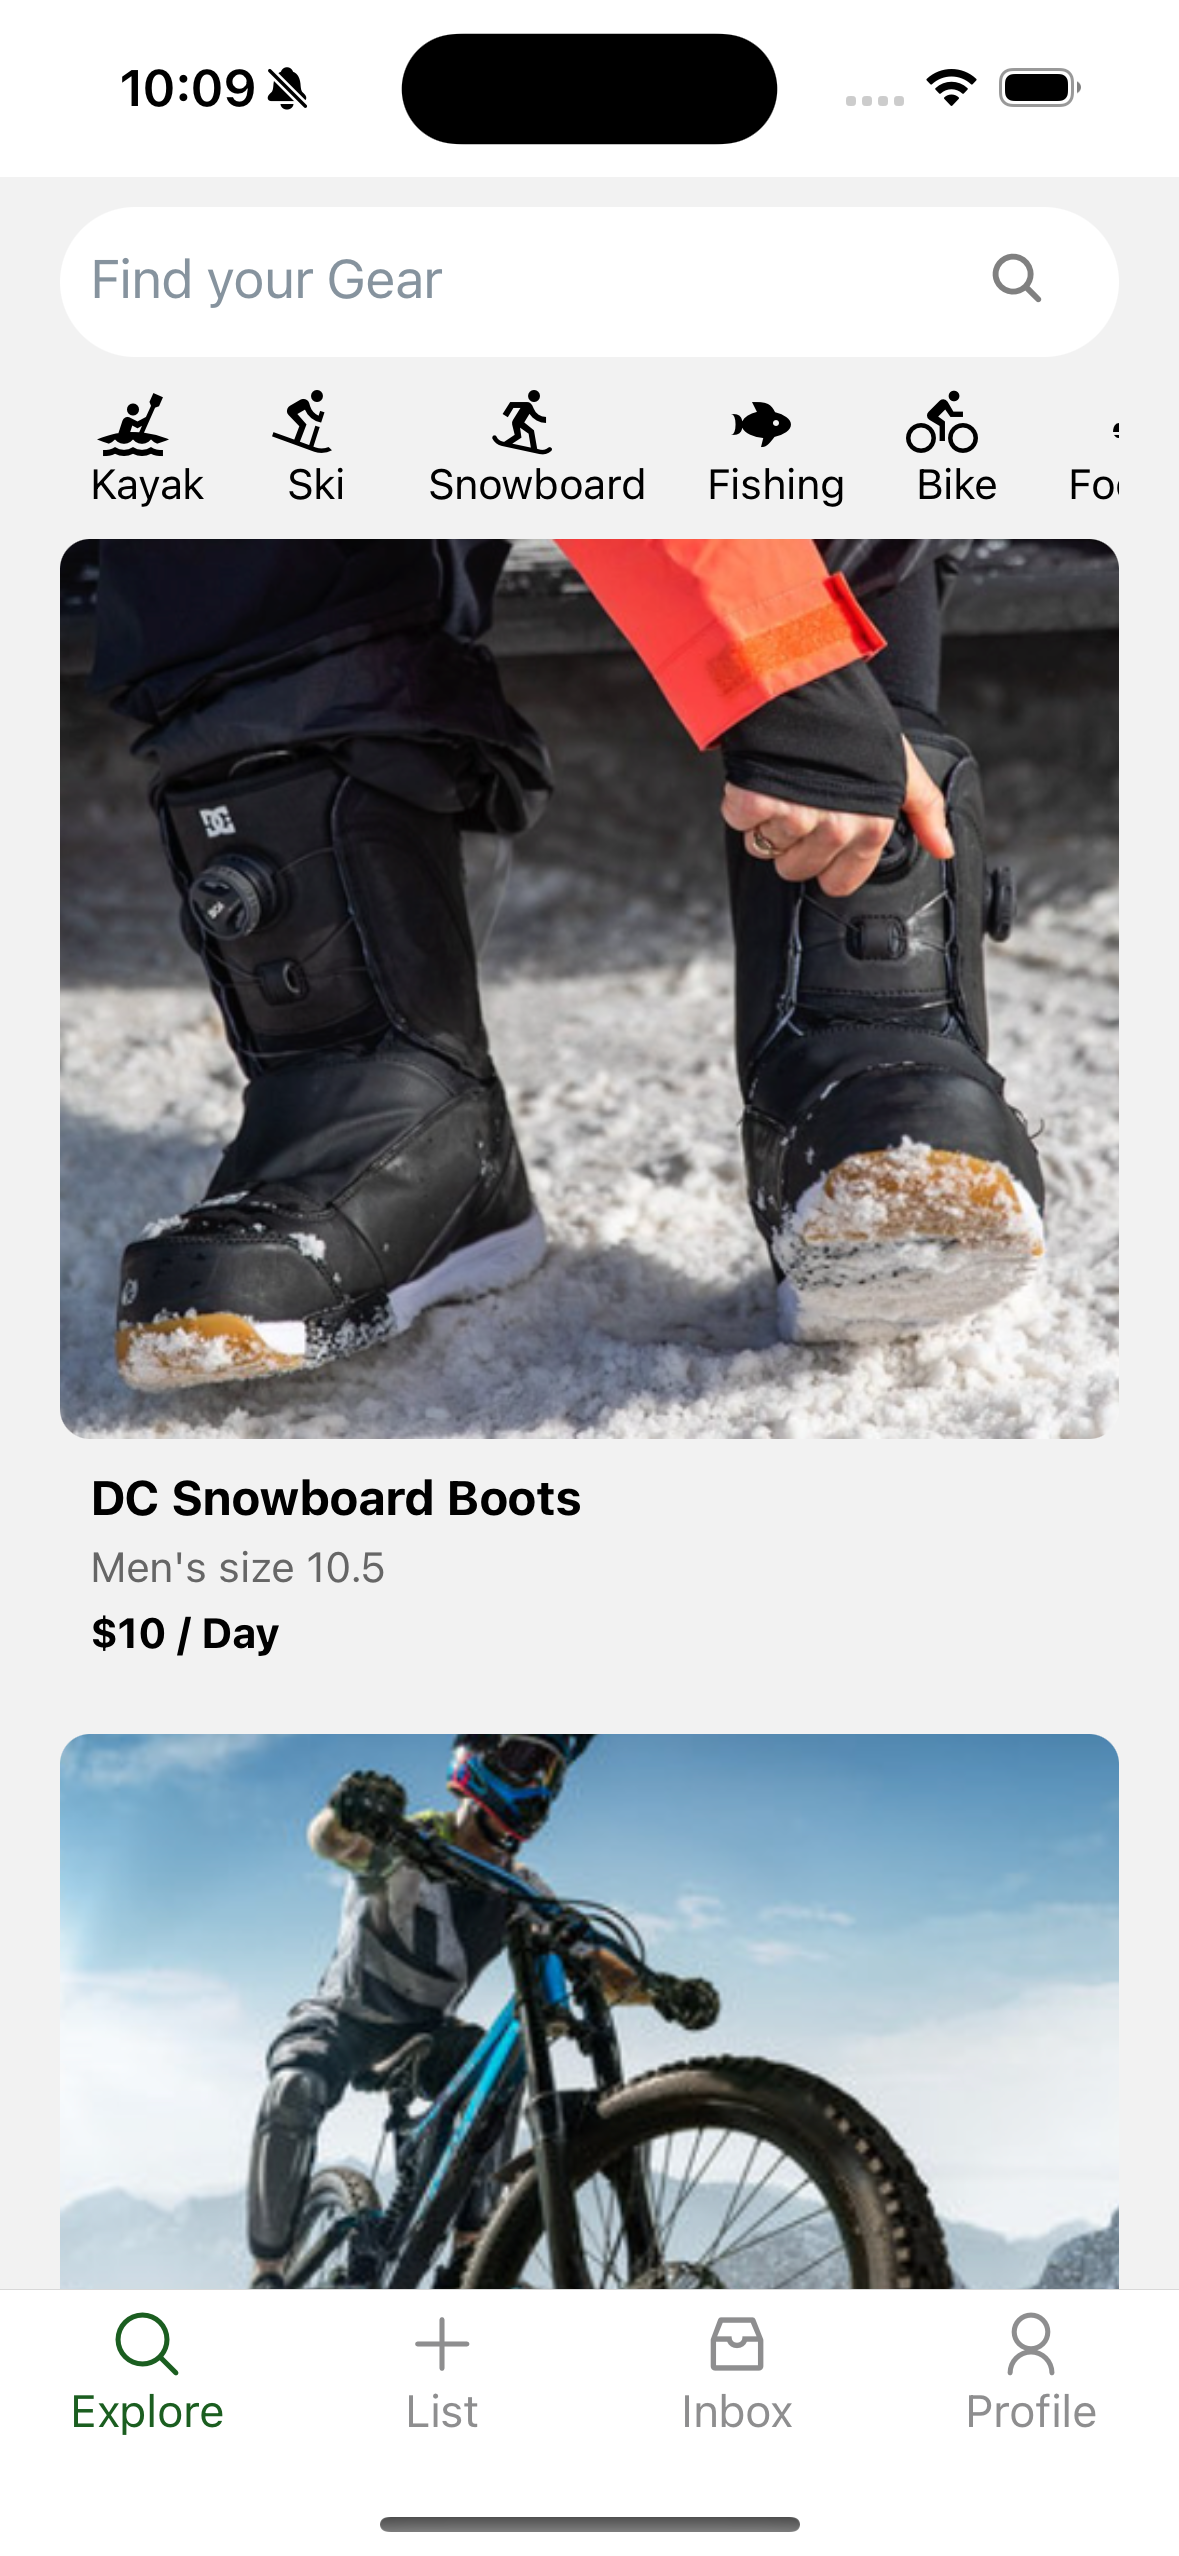 10:09
Find your Gear
Kayak Ski Snowboard Fishing Bike
DC
DC Snowboard Boots
Men's size 10.5
$10 / Day
Explore List Inbox Profile